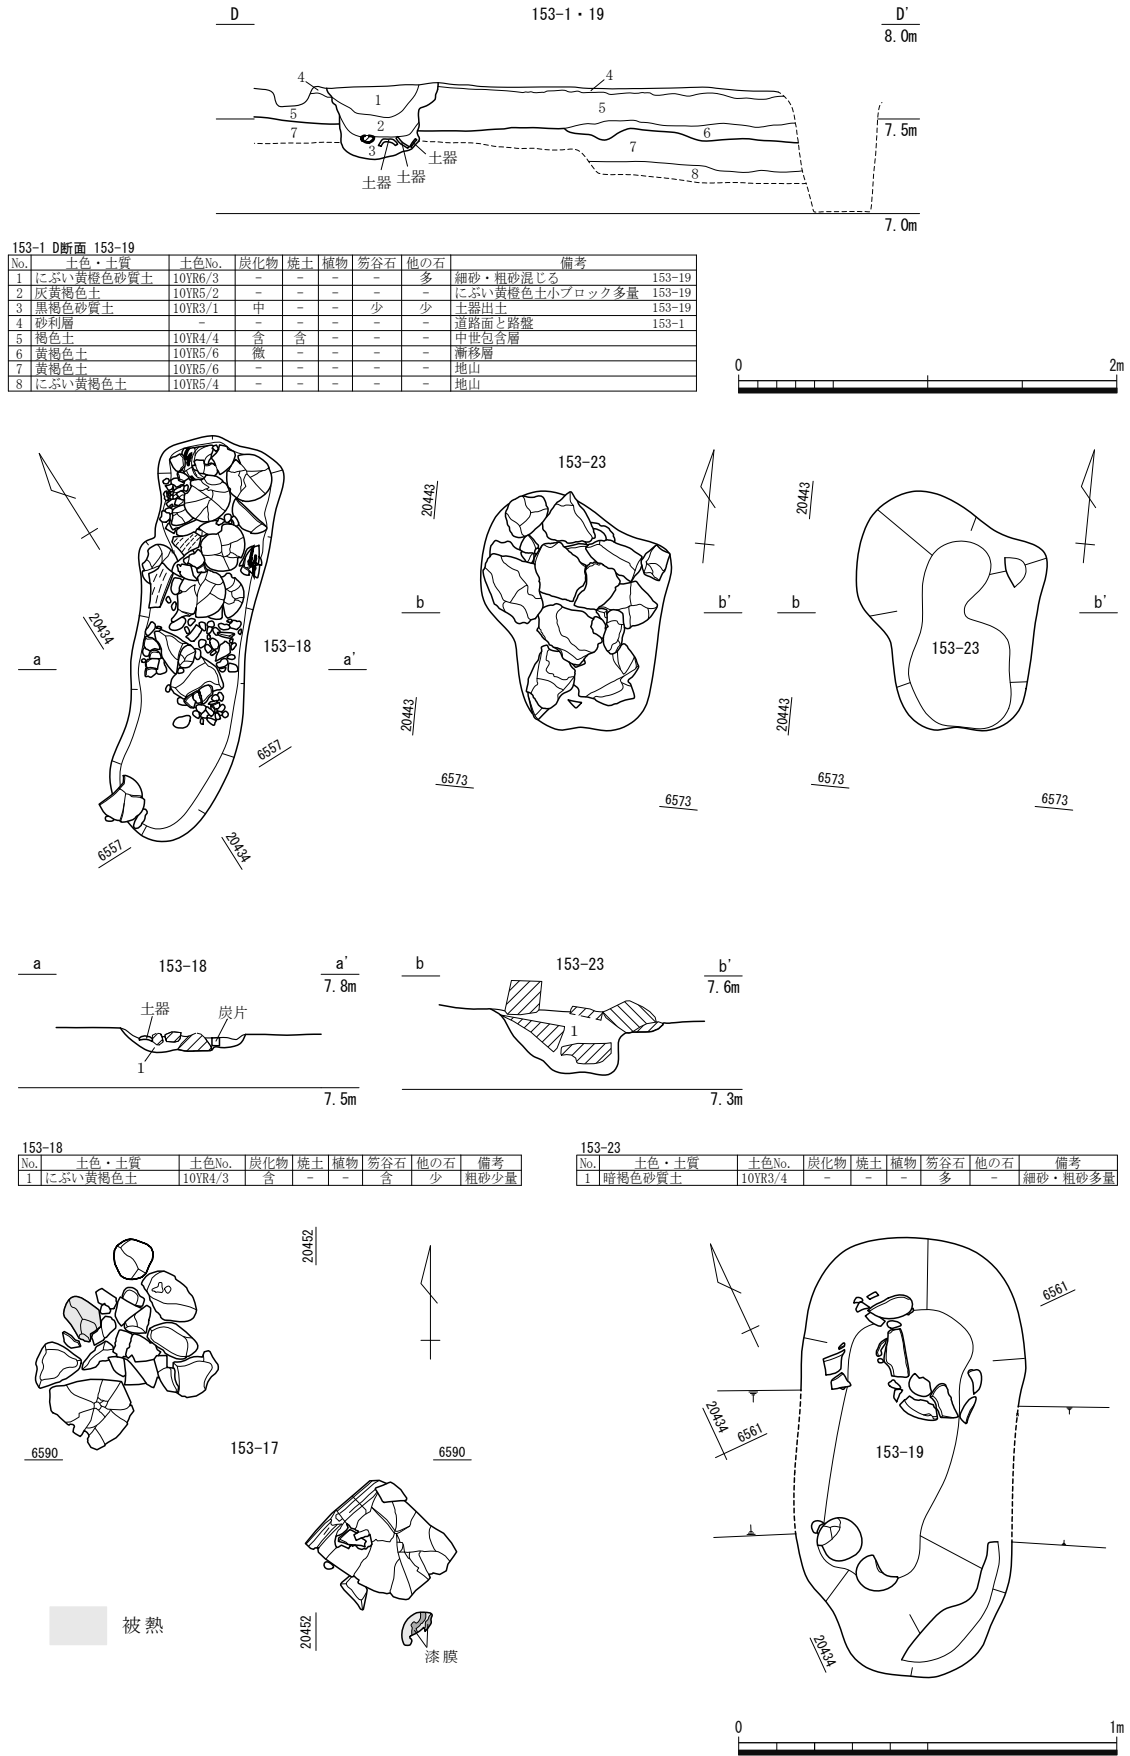 D 153-1・19 D'
8.0m
4 4
1
5 5
2 7.5m
7 6
3 7
土器
8
土器 土器
7.0m
153-1 D断面 153-19
No. 土色・土質 土色No. 炭化物 焼土 植物 笏谷石 他の石 備考
1 にぶい黄橙色砂質土 10YR6/3 - - - - 多 細砂・粗砂混じる 153-19
2 灰黄褐色土 10YR5/2 - - - - - にぶい黄橙色土小ブロック多量 153-19
3 黒褐色砂質土 10YR3/1 中 - - 少 少 土器出土 153-19
4 砂利層 - - - - - - 道路面と路盤 153-1
5 褐色土 10YR4/4 含 含 - - - 中世包含層
6 黄褐色土 10YR5/6 微 - - - - 漸移層
7 黄褐色土 10YR5/6 - - - - - 地山
8 にぶい黄褐色土 10YR5/4 - - - - - 地山
0 2m
153-23
20443 20443
20434
153-18
b b' b b'
153-23
a a'
20443 20443
6557
6573 6573 6573 6573
6557 20434
a 153-18 a'
7.8m
土器 炭片
1
7.5m
b 153-23 b'
7.6m
1
7.3m
153-18
No. 土色・土質 土色No. 炭化物 焼土 植物 笏谷石 他の石 備考
1 にぶい黄褐色土 10YR4/3 含 - - 含 少 粗砂少量
153-23
No. 土色・土質 土色No. 炭化物 焼土 植物 笏谷石 他の石 備考
1 暗褐色砂質土 10YR3/4 - - - 多 - 細砂・粗砂多量
20452
6590 153-17 6590
被熱
20452
漆膜
6561
20434
6561
153-19
20434
0 1m